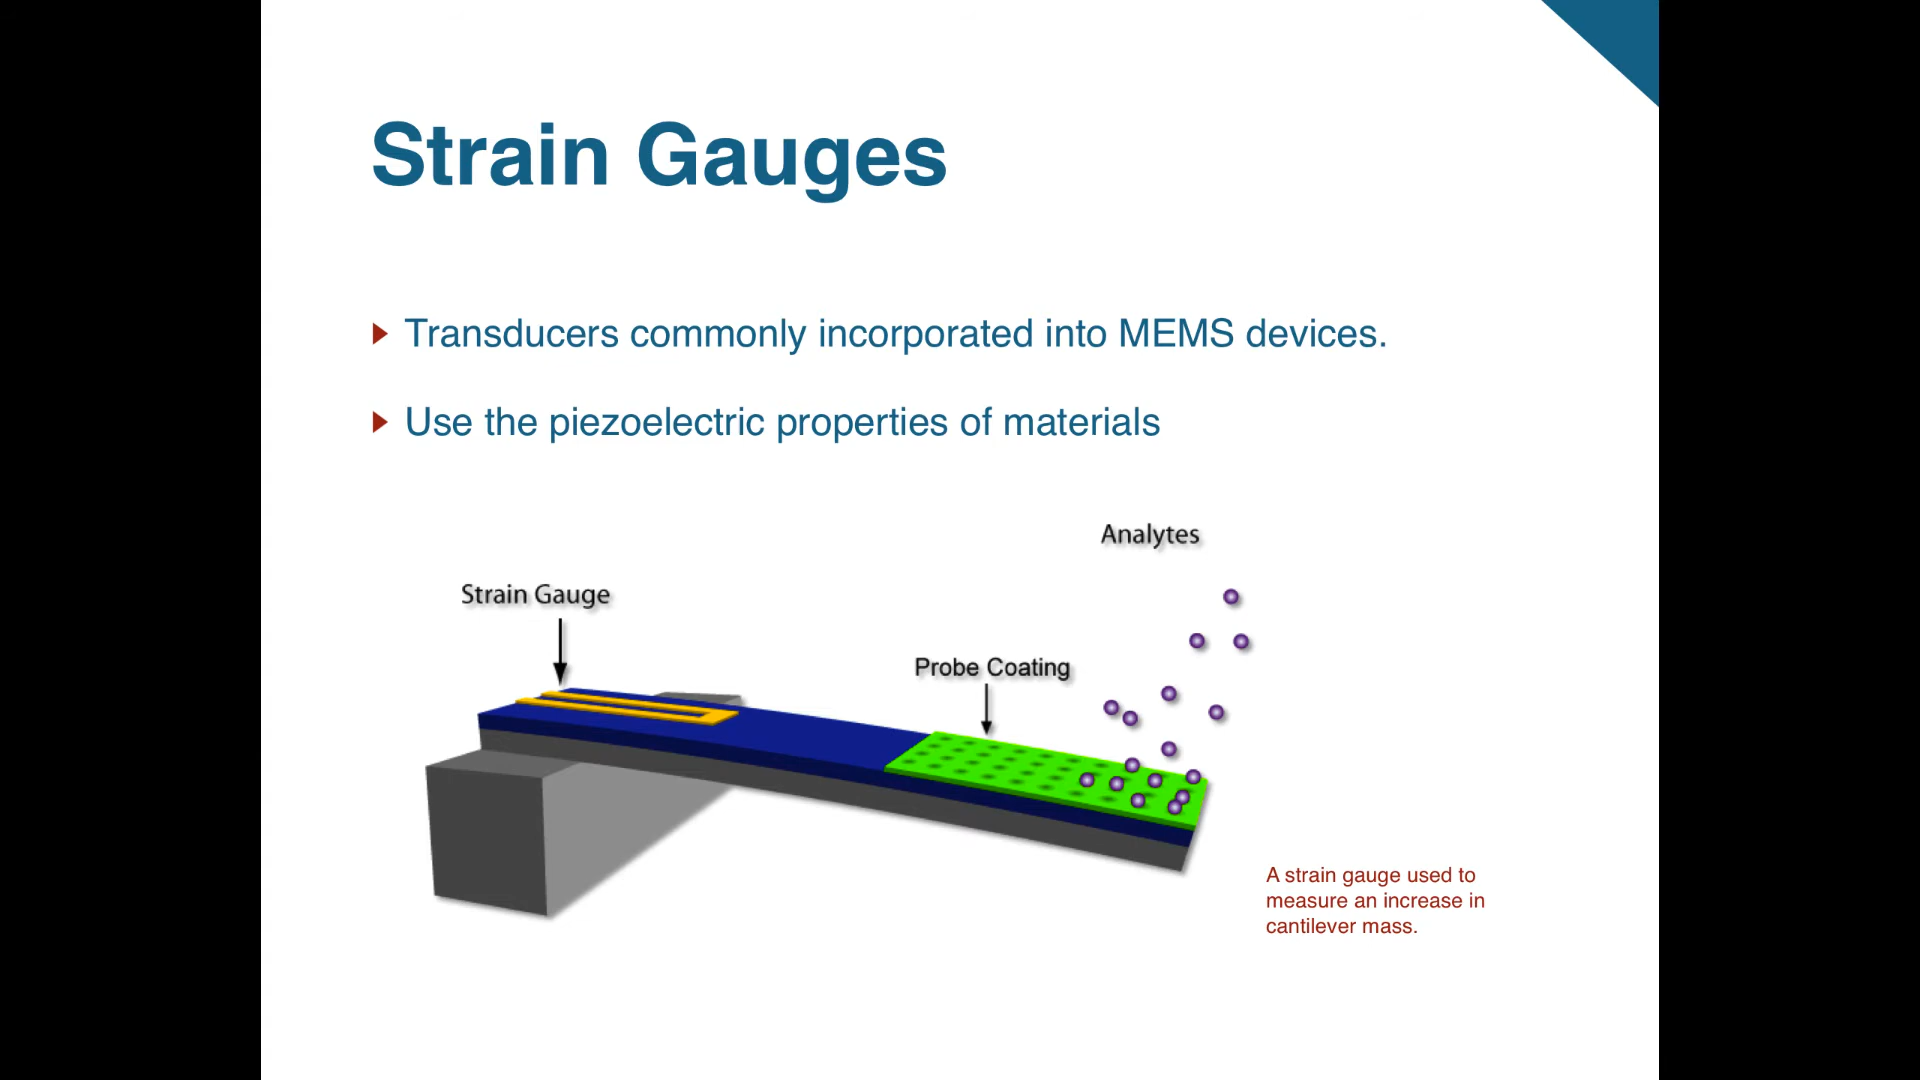 Strain Gauges
Transducers commonly incorporated into MEMS devices.
Use the piezoelectric properties of materials
Analytes
Strain Gauge
Probe Coating
A strain gauge used to
measure an increase in
cantilever mass.